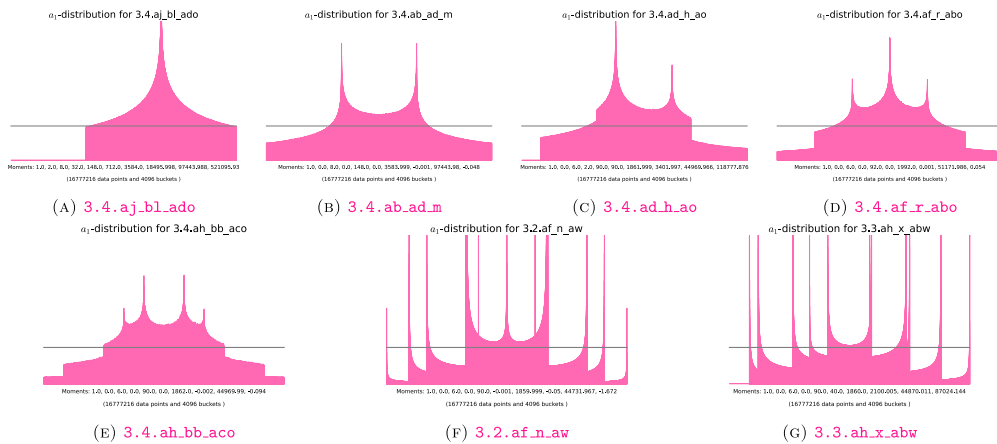 a₁-distribution for 3.4.aj_bl_ado
Moments: 1.0, 2.0, 8.0, 32.0, 148.0, 712.0, 3584.0, 18495.998, 97443.988, 521095.93
(16777216 data points and 4096 buckets )
(A) 3.4.aj_bl_ado
a₁-distribution for 3.4.ab_ad_m
Moments: 1.0, 0.0, 8.0, 0.0, 148.0, 0.0, 3583.999, -0.001, 97443.98, -0.048
(16777216 data points and 4096 buckets )
(B) 3.4.ab_ad_m
a₁-distribution for 3.4.ad_h_ao
Moments: 1.0, 0.0, 6.0, 2.0, 90.0, 90.0, 1861.999, 3401.997, 44969.966, 118777.876
(16777216 data points and 4096 buckets )
(C) 3.4.ad_h_ao
a₁-distribution for 3.4.af_r_abo
Moments: 1.0, 0.0, 6.0, 0.0, 92.0, 0.0, 1992.0, 0.001, 51171.986, 0.054
(16777216 data points and 4096 buckets )
(D) 3.4.af_r_abo
a₁-distribution for 3.4.ah_bb_aco
Moments: 1.0, 0.0, 6.0, 0.0, 90.0, 0.0, 1862.0, -0.002, 44969.99, -0.094
(16777216 data points and 4096 buckets )
(E) 3.4.ah_bb_aco
a₁-distribution for 3.2.af_n_aw
Moments: 1.0, 0.0, 6.0, 0.0, 90.0, -0.001, 1859.999, -0.05, 44731.967, -1.672
(16777216 data points and 4096 buckets )
(F) 3.2.af_n_aw
a₁-distribution for 3.3.ah_x_abw
Moments: 1.0, 0.0, 6.0, 0.0, 90.0, 40.0, 1860.0, 2100.005, 44870.011, 87024.144
(16777216 data points and 4096 buckets )
(G) 3.3.ah_x_abw